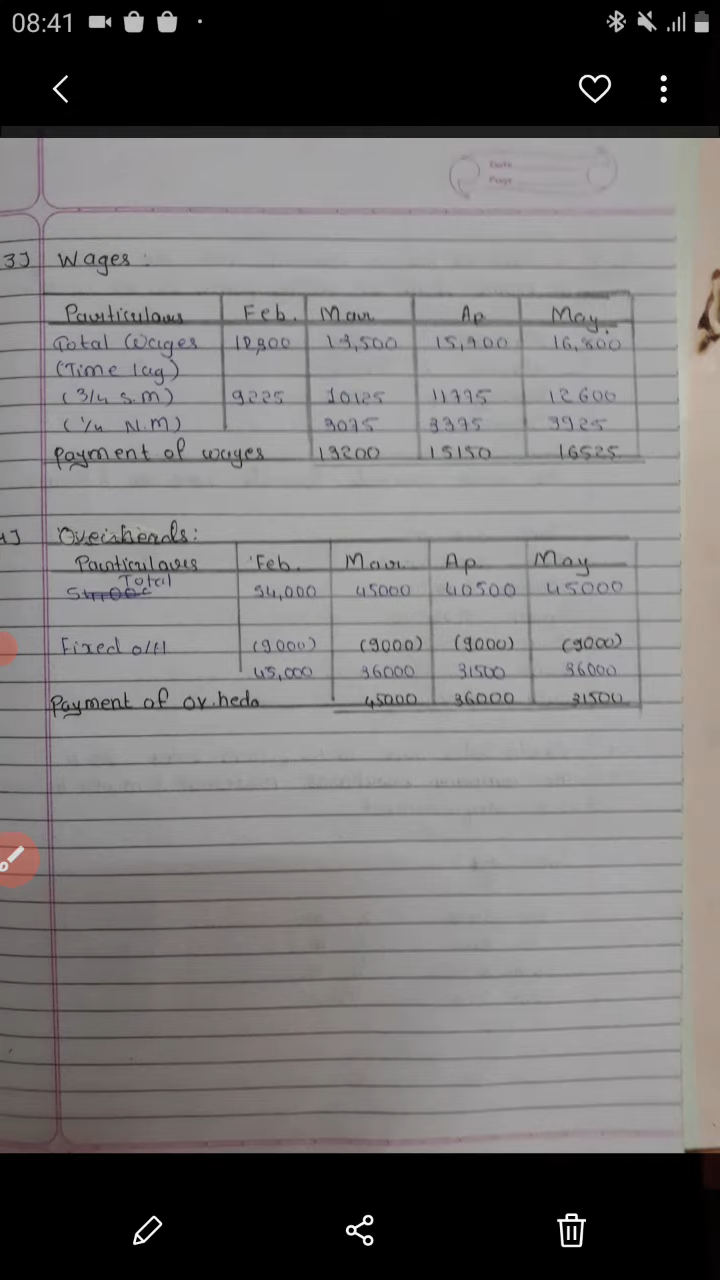 08:41
Date
Page
3] Wages :
Particulars Feb. Mar Ap May.
Total Wages 12,300 13,500 15,700 16,800
(Time lag)
(3/4 S.M) 9225 10125 11775 12600
(1/4 N.M) 3075 3375 3925
Payment of wages 13200 15150 16525
4] Overheads:
Particulars Feb. Mar Ap May
Total 54,000 45000 40500 45000
Fixed o/H (9000) (9000) (9000) (9000)
45,000 36000 31500 36000
Payment of ov.heds 45000 36000 31500